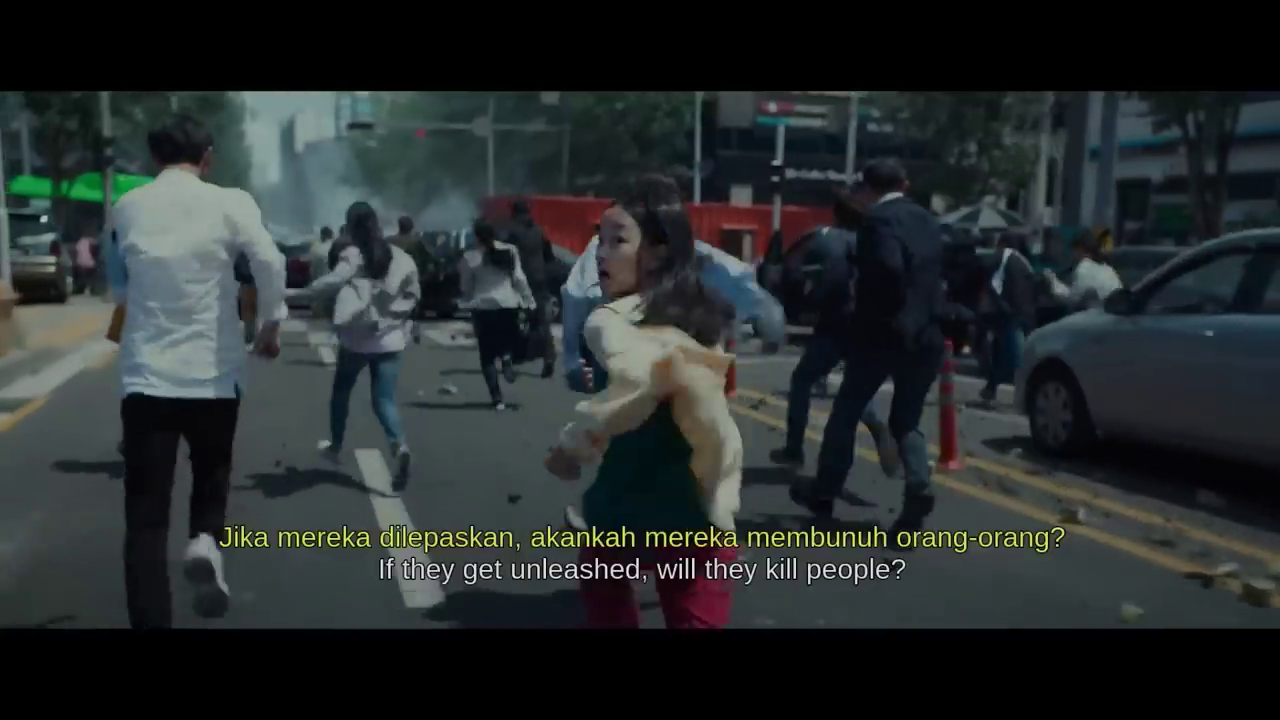 Jika mereka dilepaskan, akankah mereka membunuh orang-orang?
If they get unleashed, will they kill people?